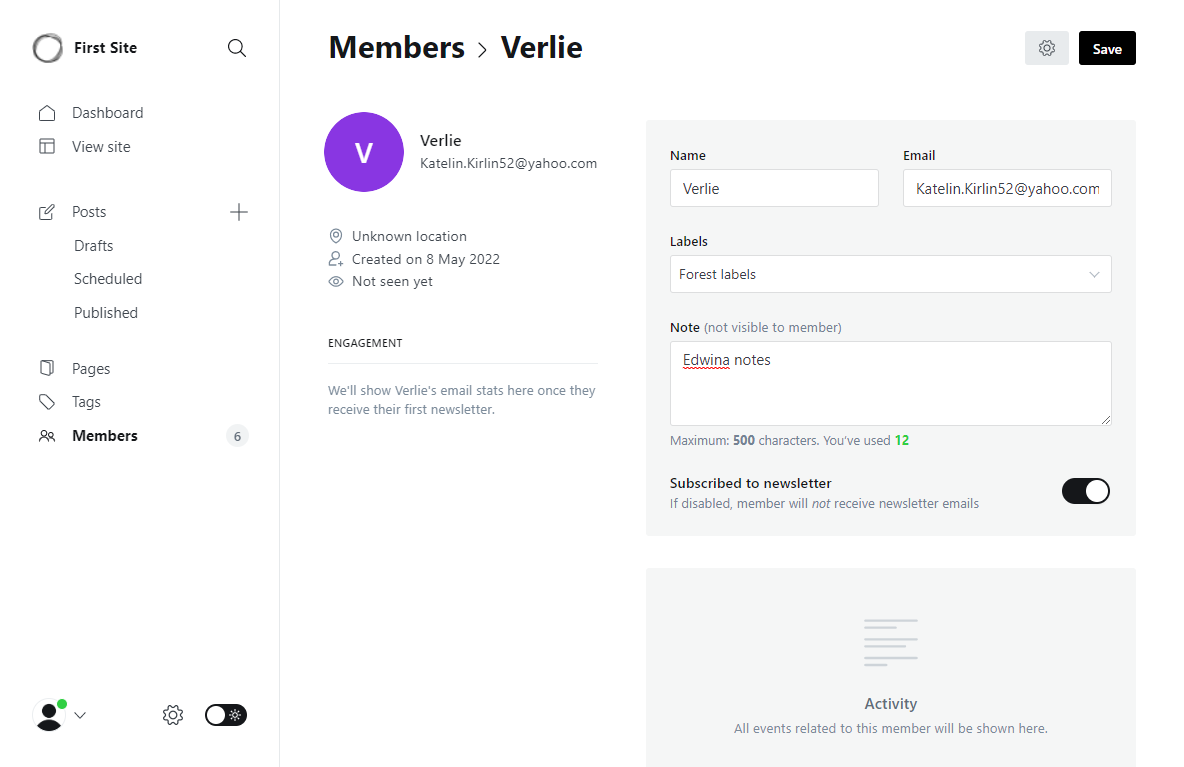 First Site
Dashboard
View site
Posts
Drafts
Scheduled
Published
Pages
Tags
Members 6
Members > Verlie
Save
V
Verlie
Katelin.Kirlin52@yahoo.com
Unknown location
Created on 8 May 2022
Not seen yet
ENGAGEMENT
We'll show Verlie's email stats here once they
receive their first newsletter.
Name Email
Verlie Katelin.Kirlin52@yahoo.com
Labels
Forest labels
Note (not visible to member)
Edwina notes
Maximum: 500 characters. You've used 12
Subscribed to newsletter
If disabled, member will not receive newsletter emails
Activity
All events related to this member will be shown here.